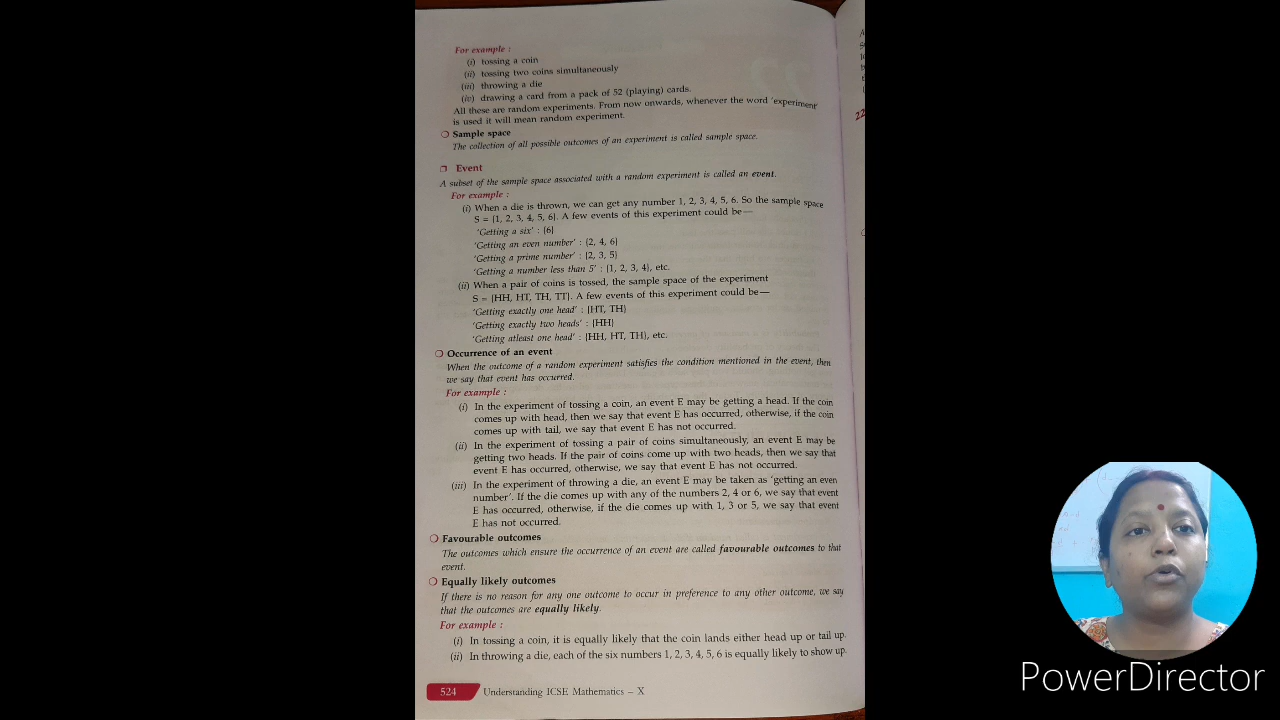 For example :
(i) tossing a coin
(ii) tossing two coins simultaneously
(iii) throwing a die
(iv) drawing a card from a pack of 52 (playing) cards.
All these are random experiments. From now onwards, whenever the word 'experiment'
is used it will mean random experiment.
❍ Sample space
The collection of all possible outcomes of an experiment is called sample space.
❒ Event
A subset of the sample space associated with a random experiment is called an event.
For example :
(i) When a die is thrown, we can get any number 1, 2, 3, 4, 5, 6. So the sample space
S = {1, 2, 3, 4, 5, 6}. A few events of this experiment could be—
'Getting a six' : {6}
'Getting an even number' : {2, 4, 6}
'Getting a prime number' : {2, 3, 5}
'Getting a number less than 5' : {1, 2, 3, 4}, etc.
(ii) When a pair of coins is tossed, the sample space of the experiment
S = {HH, HT, TH, TT}. A few events of this experiment could be—
'Getting exactly one head' : {HT, TH}
'Getting exactly two heads' : {HH}
'Getting atleast one head' : {HH, HT, TH}, etc.
❍ Occurrence of an event
When the outcome of a random experiment satisfies the condition mentioned in the event, then
we say that event has occurred.
For example :
(i) In the experiment of tossing a coin, an event E may be getting a head. If the coin
comes up with head, then we say that event E has occurred, otherwise, if the coin
comes up with tail, we say that event E has not occurred.
(ii) In the experiment of tossing a pair of coins simultaneously, an event E may be
getting two heads. If the pair of coins come up with two heads, then we say that
event E has occurred, otherwise, we say that event E has not occurred.
(iii) In the experiment of throwing a die, an event E may be taken as 'getting an even
number'. If the die comes up with any of the numbers 2, 4 or 6, we say that event
E has occurred, otherwise, if the die comes up with 1, 3 or 5, we say that event
E has not occurred.
❍ Favourable outcomes
The outcomes which ensure the occurrence of an event are called favourable outcomes to that
event.
❍ Equally likely outcomes
If there is no reason for any one outcome to occur in preference to any other outcome, we say
that the outcomes are equally likely.
For example :
(i) In tossing a coin, it is equally likely that the coin lands either head up or tail up.
(ii) In throwing a die, each of the six numbers 1, 2, 3, 4, 5, 6 is equally likely to show up.
524 Understanding ICSE Mathematics – X
PowerDirector